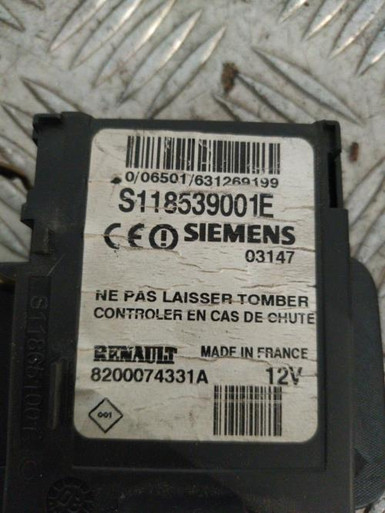 0/06501/631269199
S118539001E
CE SIEMENS
03147
NE PAS LAISSER TOMBER
CONTROLER EN CAS DE CHUTE
RENAULT MADE IN FRANCE
8200074331A 12V
001